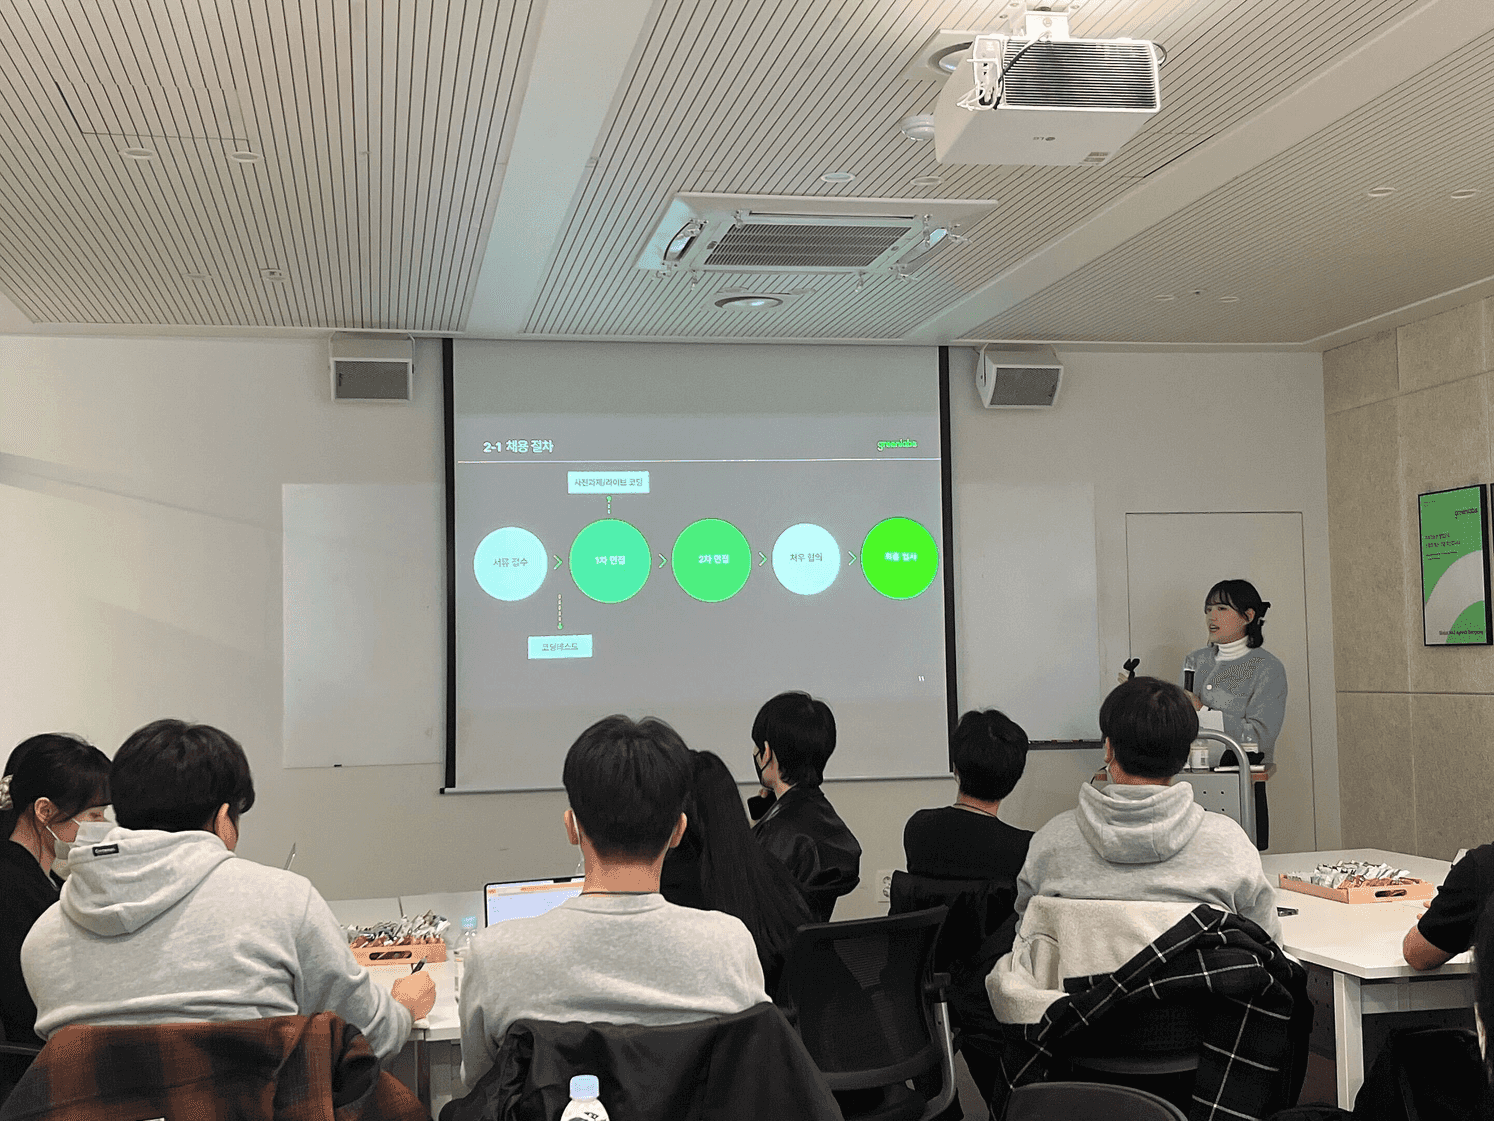 2-1 채용 절차
greenlabs
사전과제/라이브 코딩
서류 접수
1차 면접
2차 면접
처우 협의
최종 입사
코딩테스트
11
greenlabs